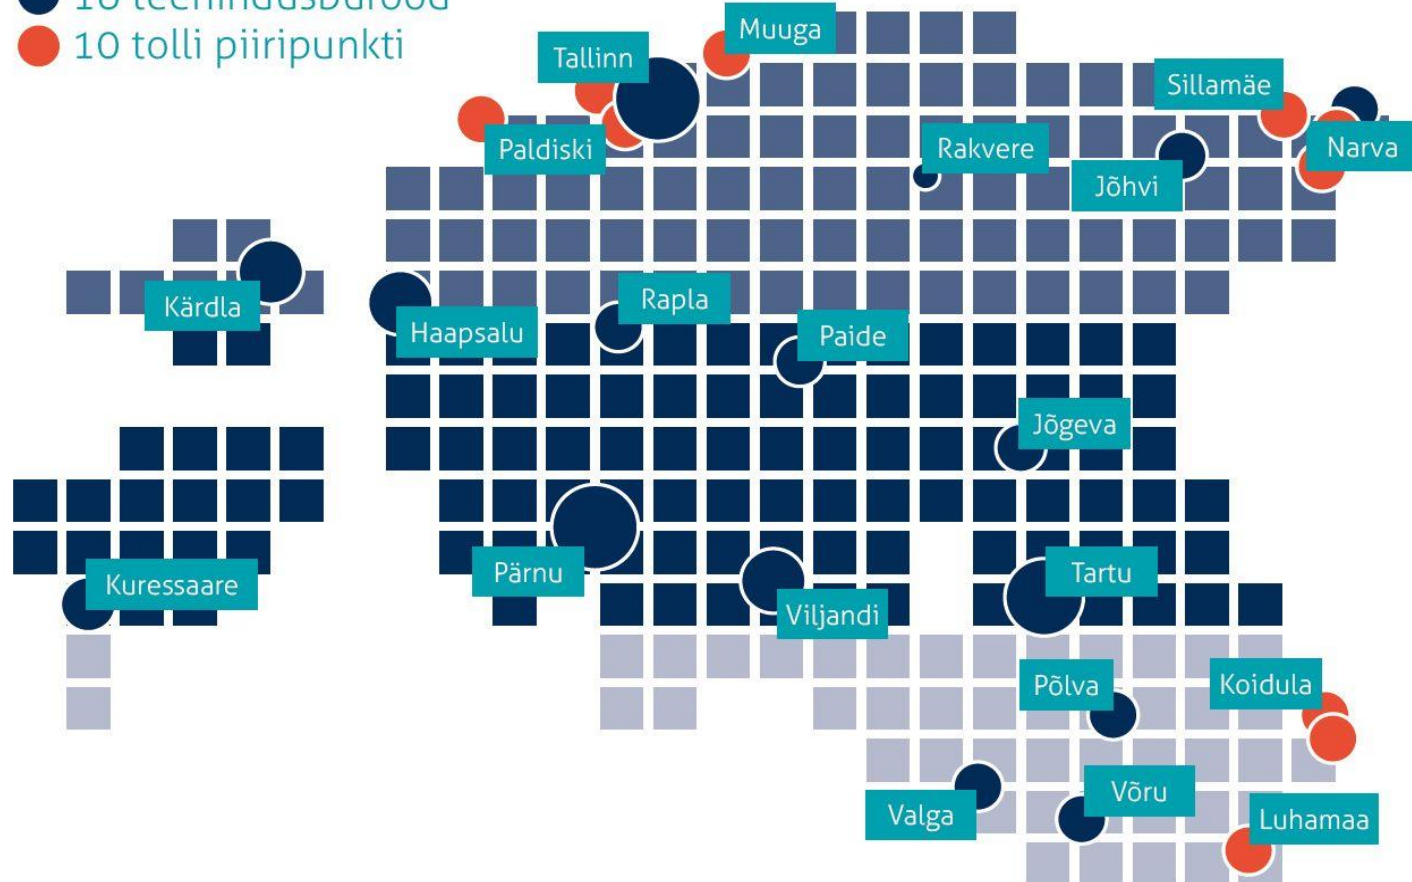 10 tolli piiripunkti
Muuga
Tallinn
Sillamäe
Paldiski
Rakvere
Narva
Jõhvi
Kärdla
Rapla
Haapsalu
Paide
Jõgeva
Kuressaare
Pärnu
Tartu
Viljandi
Põlva
Koidula
Võru
Valga
Luhamaa